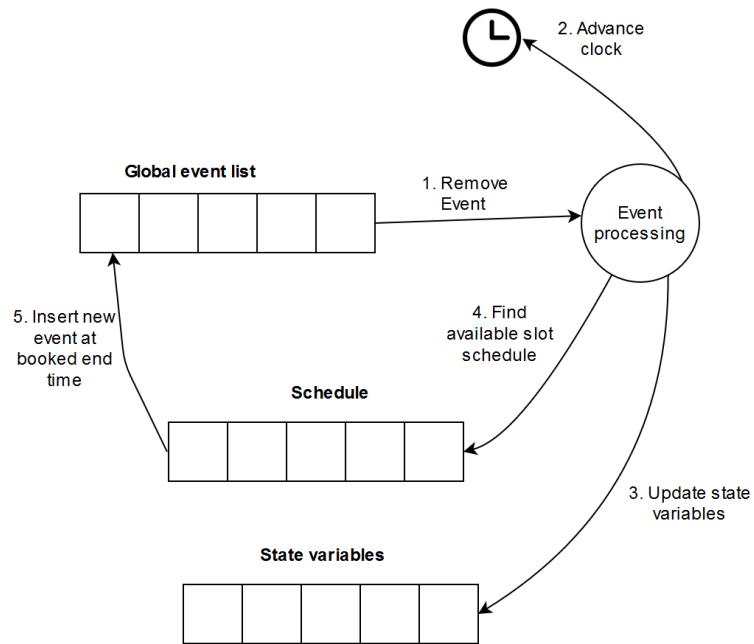 2. Advance
clock
Global event list
1. Remove
Event
Event
processing
5. Insert new
event at
booked end
time
4. Find
available slot
schedule
Schedule
3. Update state
variables
State variables